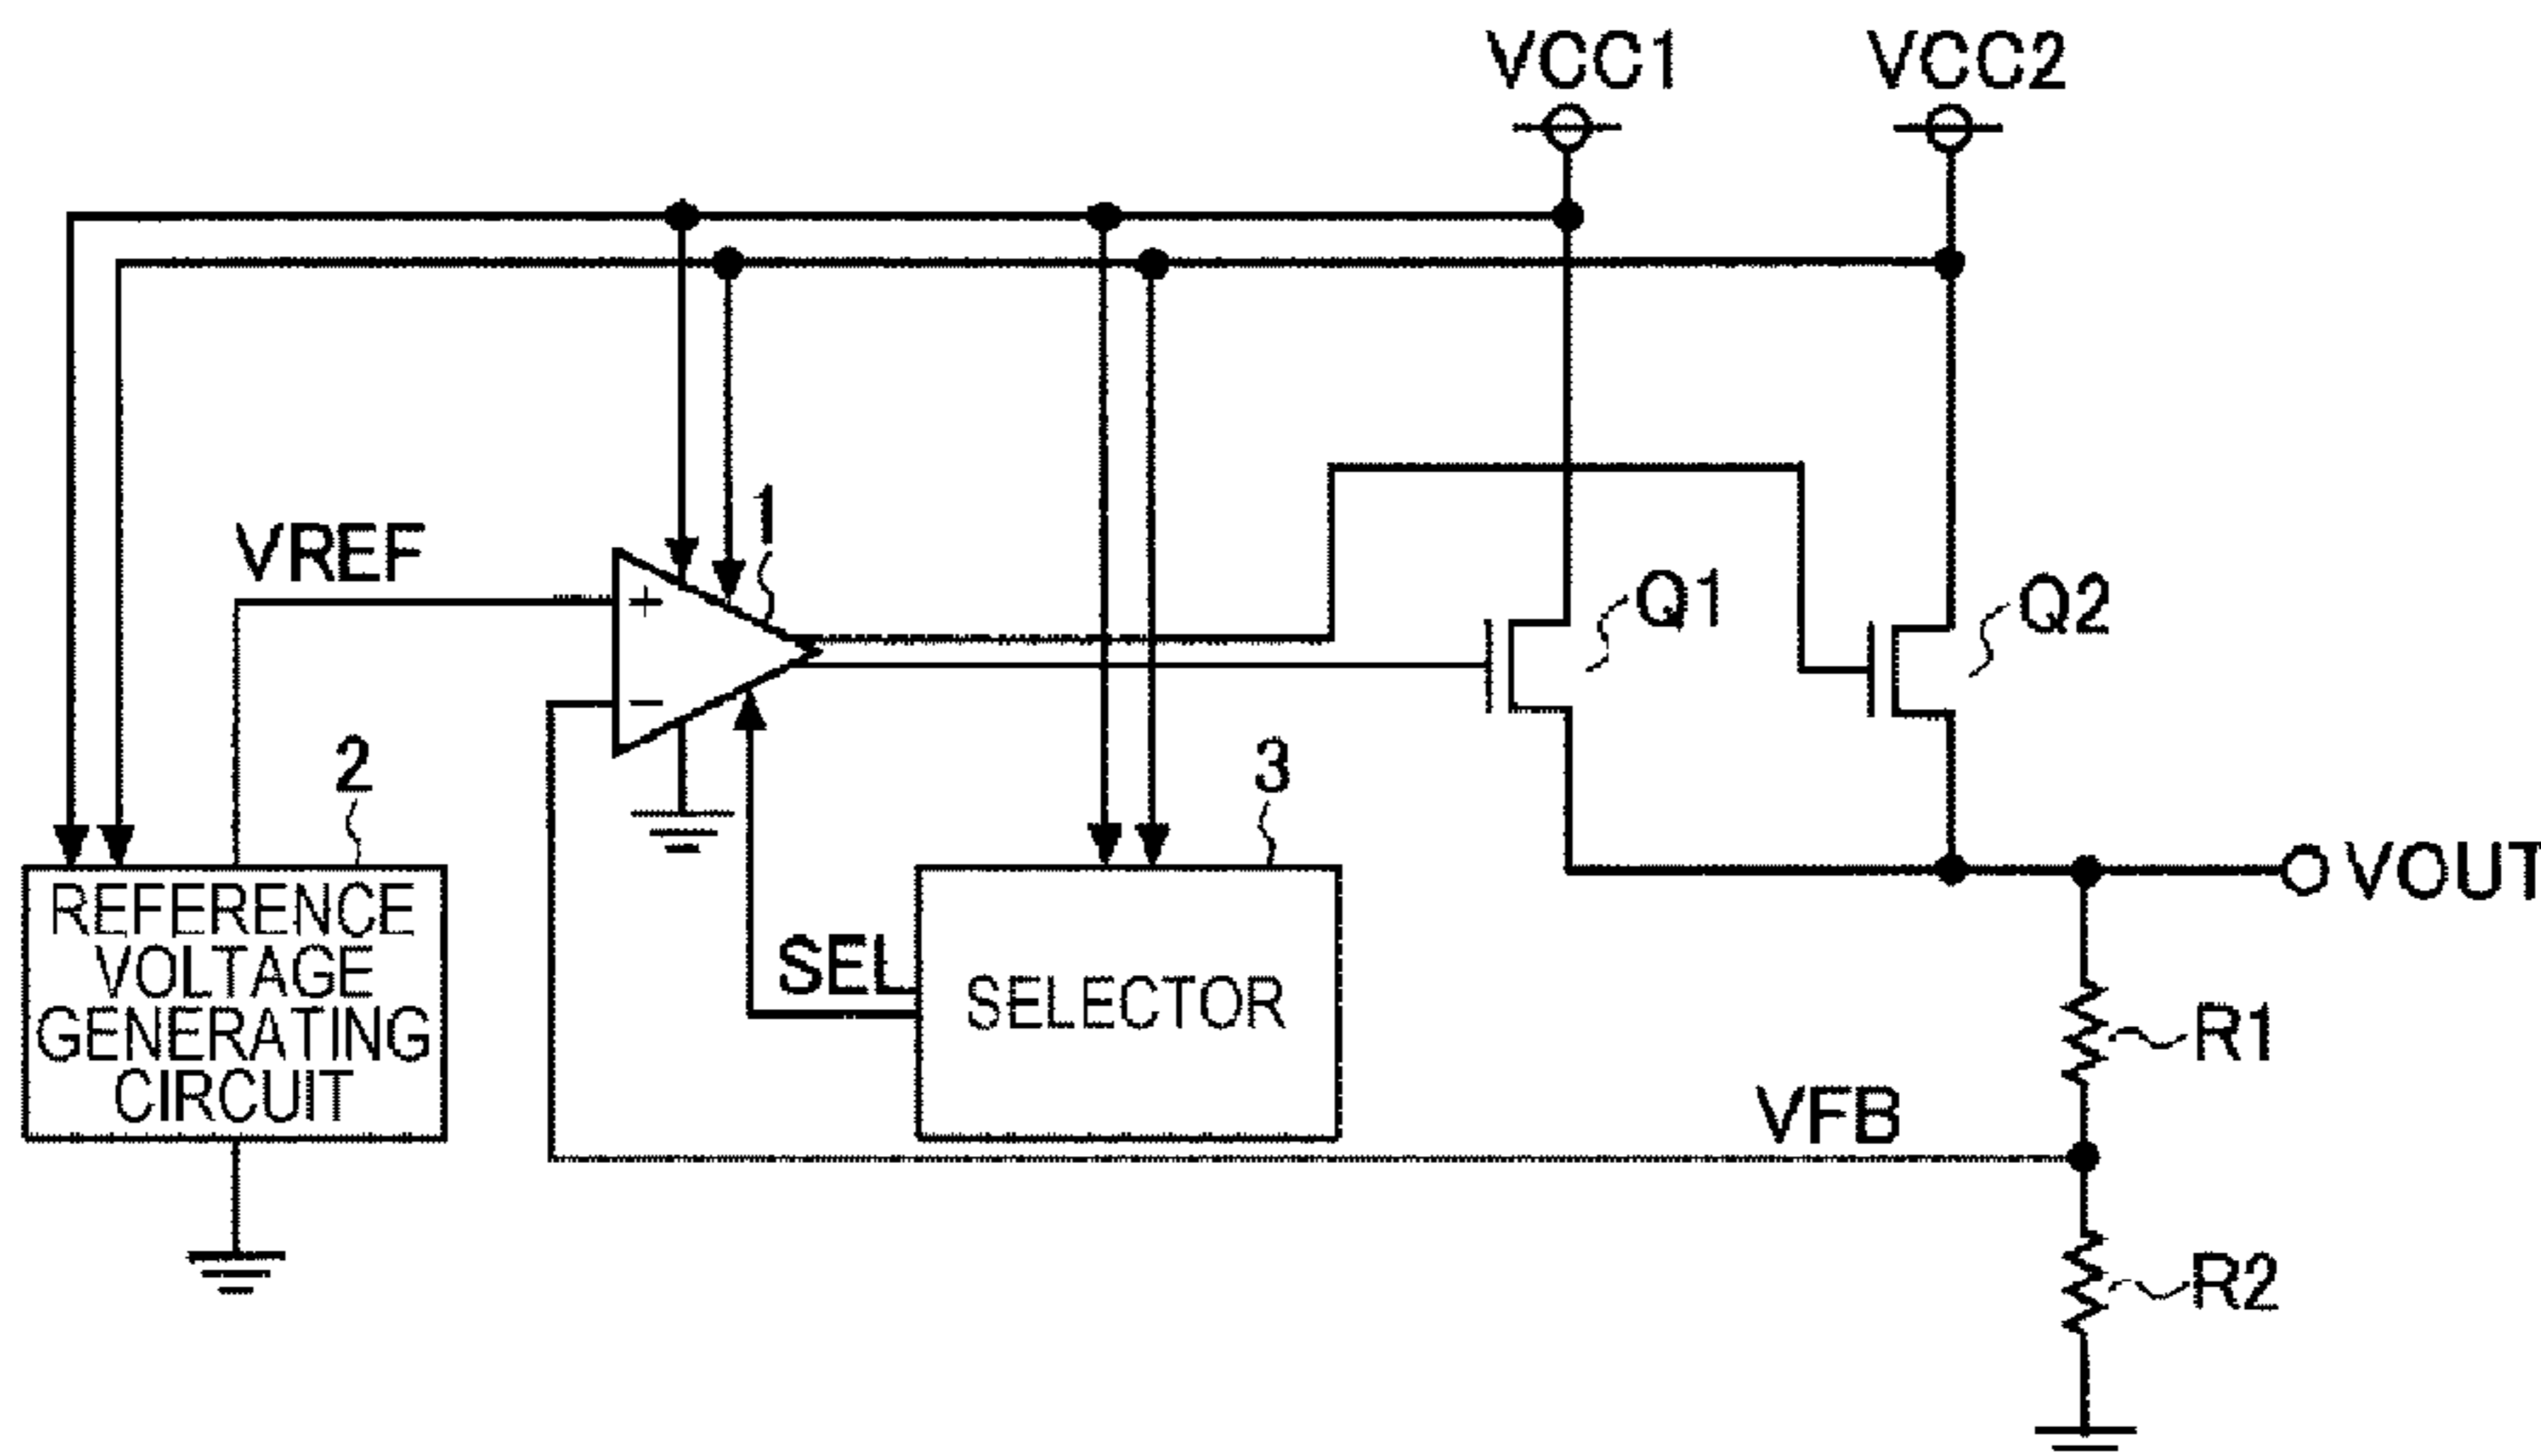 VCC1 VCC2
1
VREF
+
−
Q1
Q2
2
3
REFERENCE
VOLTAGE
GENERATING
CIRCUIT
SEL
SELECTOR
VOUT
R1
VFB
R2